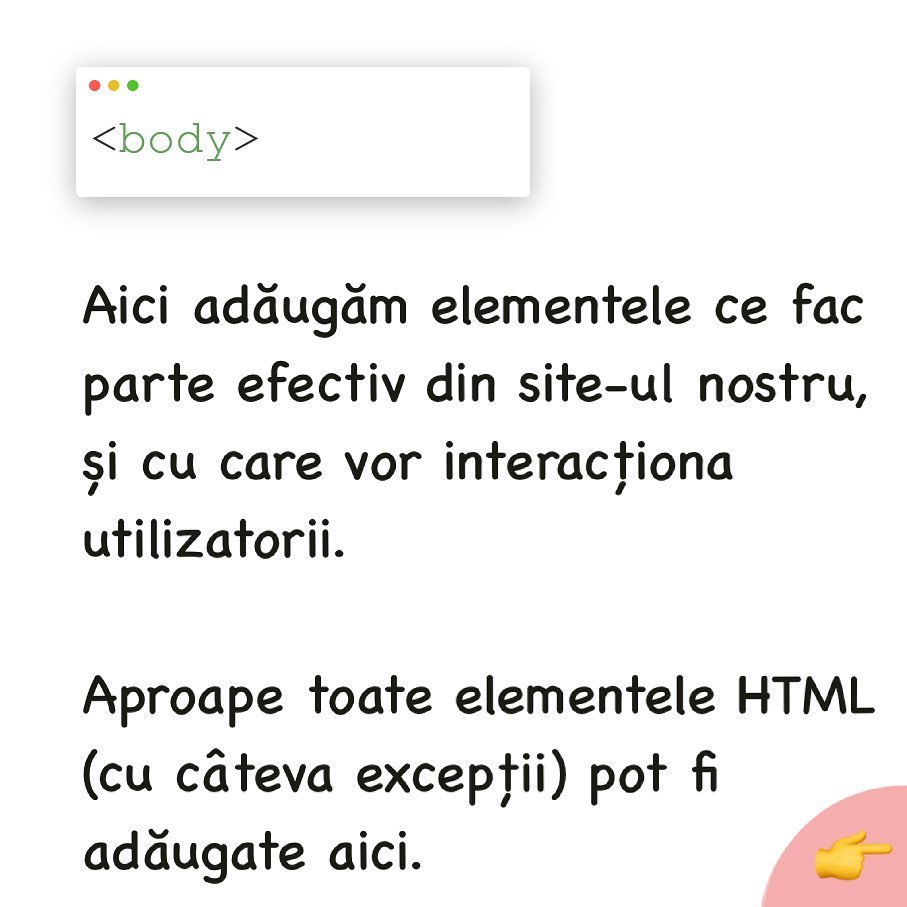 <body>
Aici adăugăm elementele ce fac
parte efectiv din site-ul nostru,
și cu care vor interacționa
utilizatorii.
Aproape toate elementele HTML
(cu câteva excepții) pot fi
adăugate aici.